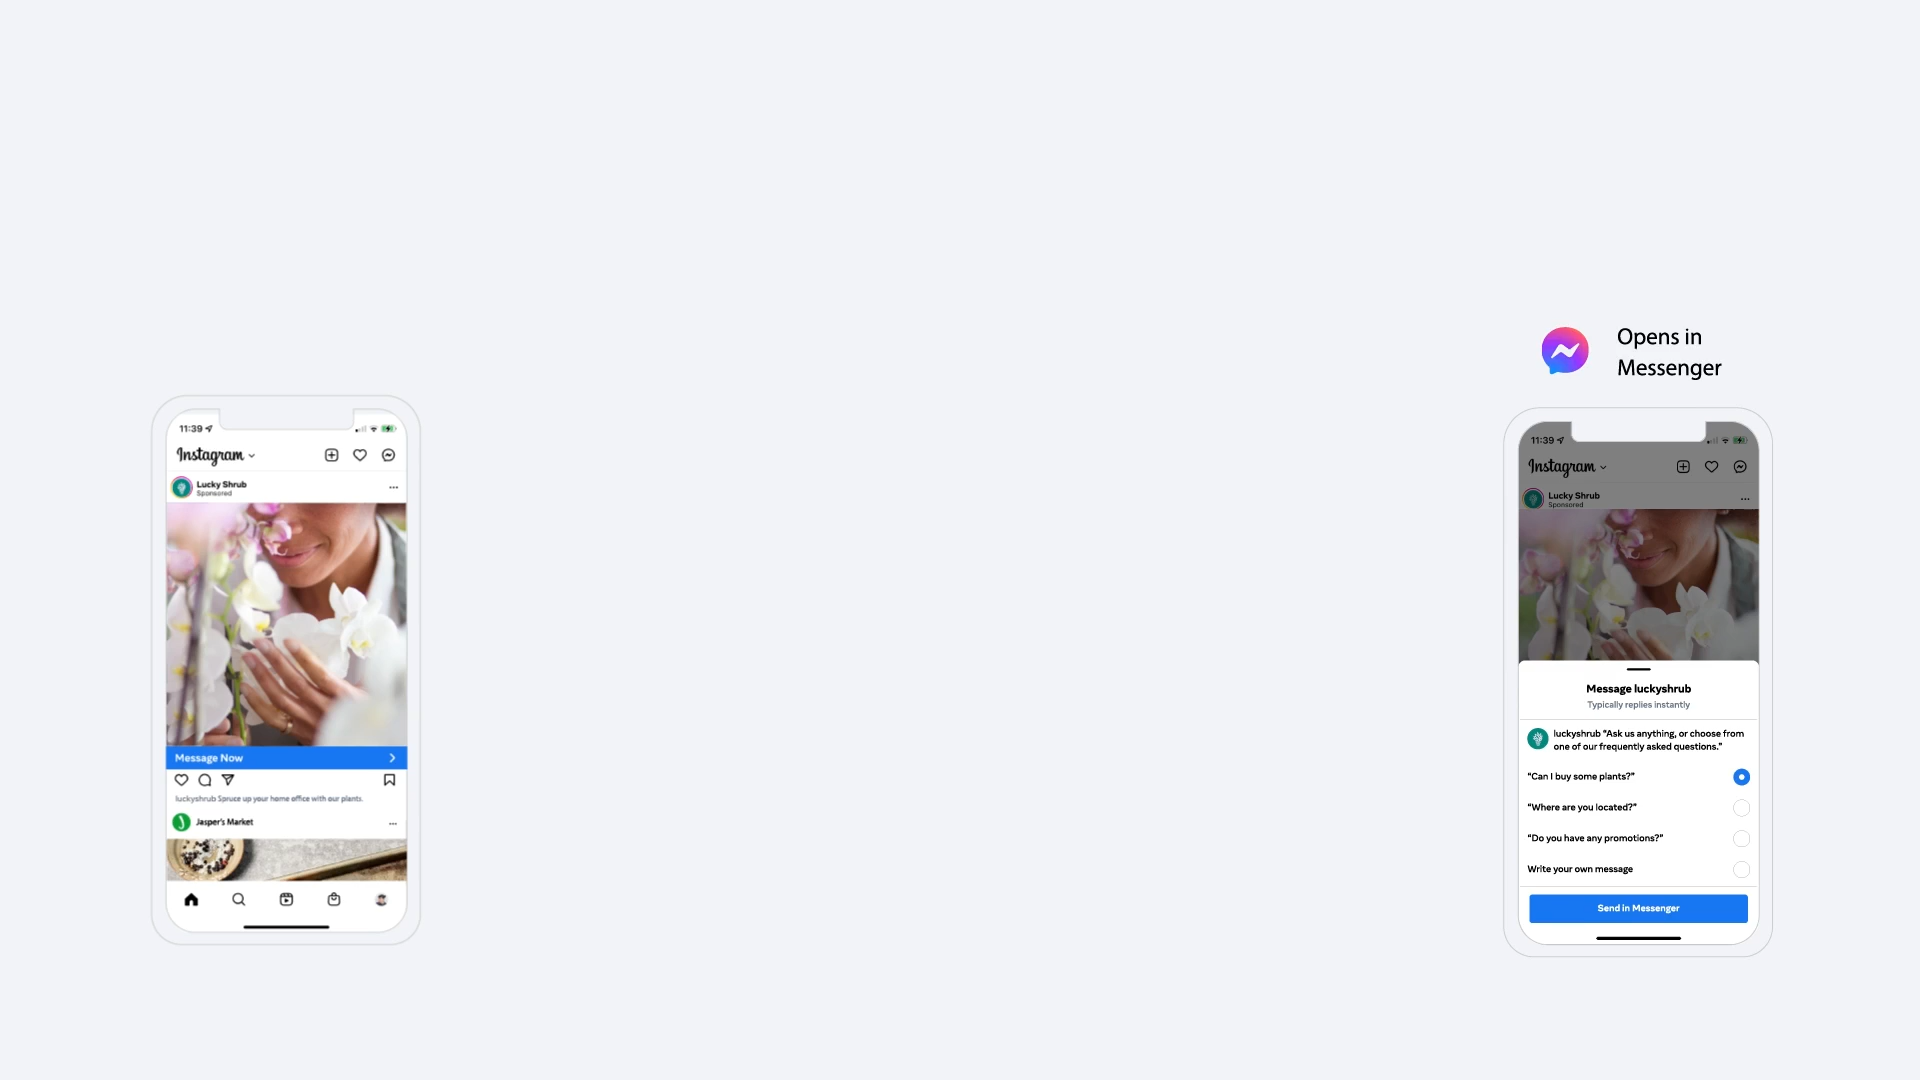 11:39
Instagram
Lucky Shrub
Sponsored
Message Now
luckyshrub Spruce up your home office with our plants.
Jasper's Market
Opens in
Messenger
11:39
Instagram
Lucky Shrub
Sponsored
Message luckyshrub
Typically replies instantly
luckyshrub “Ask us anything, or choose from
one of our frequently asked questions.”
“Can I buy some plants?”
“Where are you located?”
“Do you have any promotions?”
Write your own message
Send in Messenger